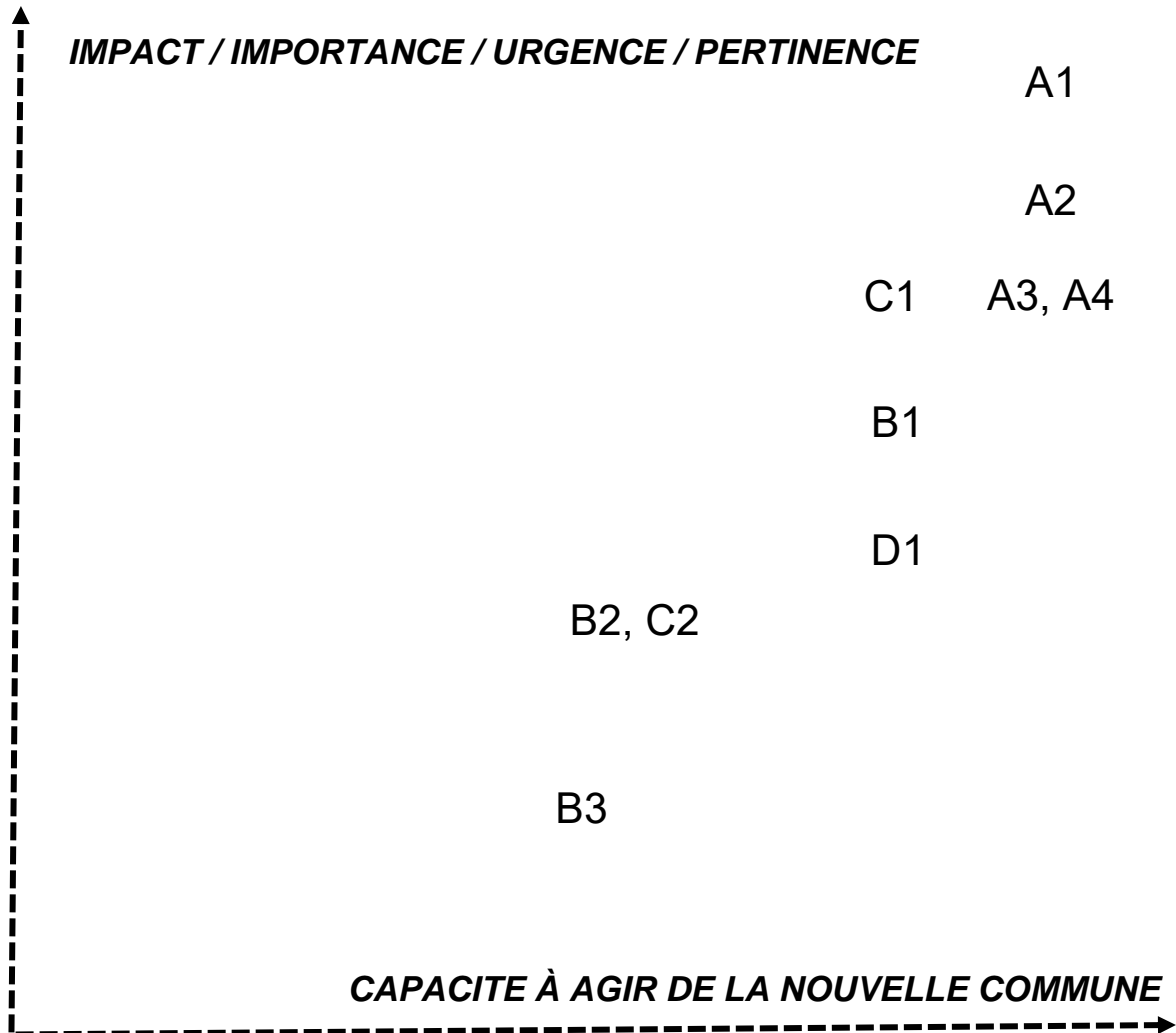 IMPACT / IMPORTANCE / URGENCE / PERTINENCE
A1
A2
C1 A3, A4
B1
D1
B2, C2
B3
CAPACITE À AGIR DE LA NOUVELLE COMMUNE